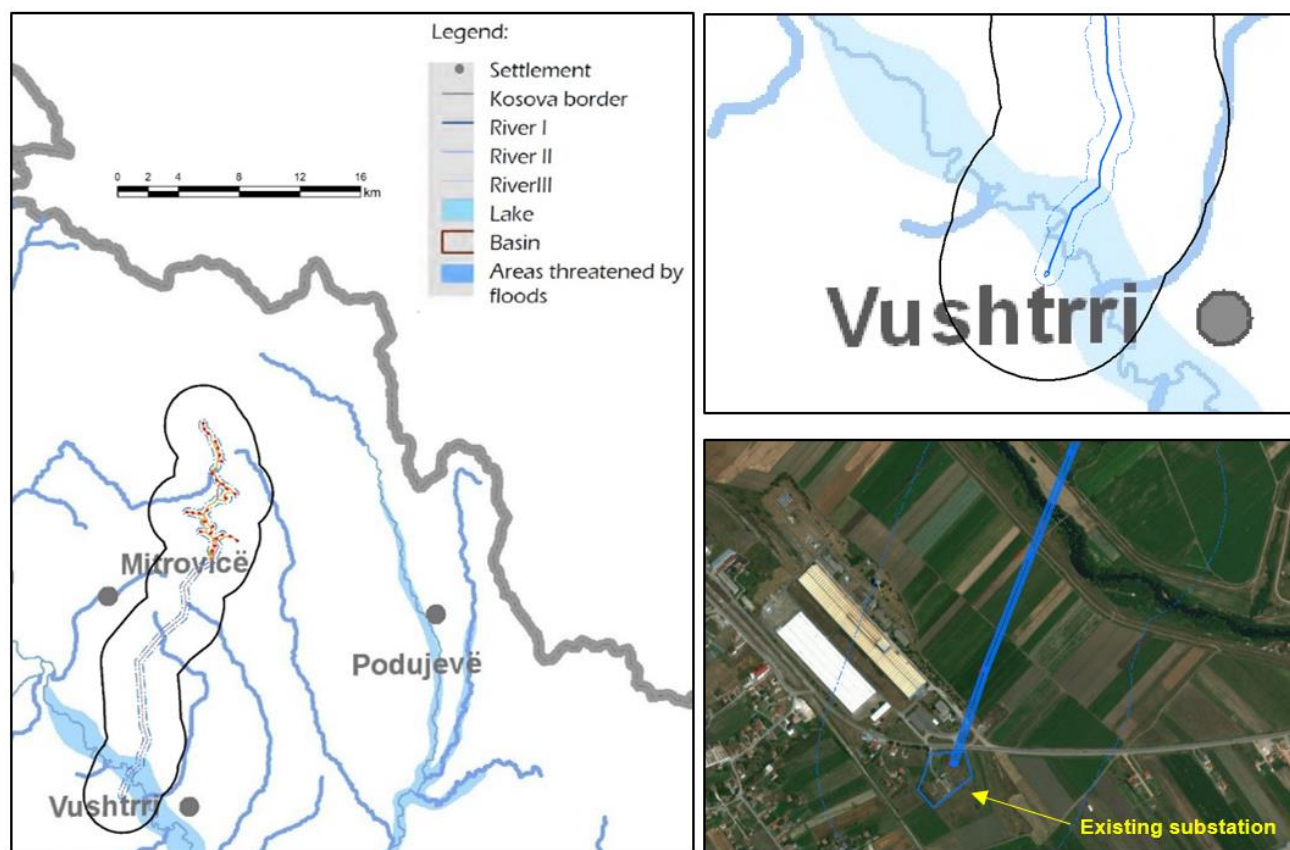 Legend:
Settlement
Kosova border
River I
River II
RiverIII
Lake
Basin
Areas threatened by
floods
0 2 4 8 12 16
km
Mitrovicë
Podujevë
Vushtrri
Vushtrri
Existing substation